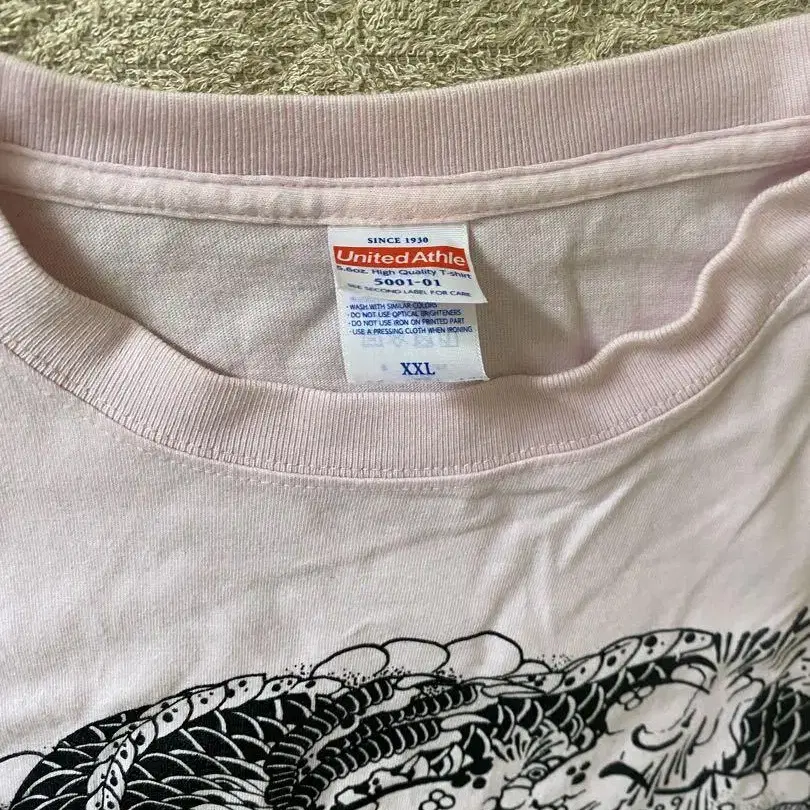 SINCE 1930
United Athle
5.6oz. High Quality T-shirt
5001-01
SEE SECOND LABEL FOR CARE
・WASH WITH SIMILAR COLORS
・DO NOT USE OPTICAL BRIGHTENERS
・DO NOT USE IRON ON PRINTED PART
・USE A PRESSING CLOTH WHEN IRONING
XXL